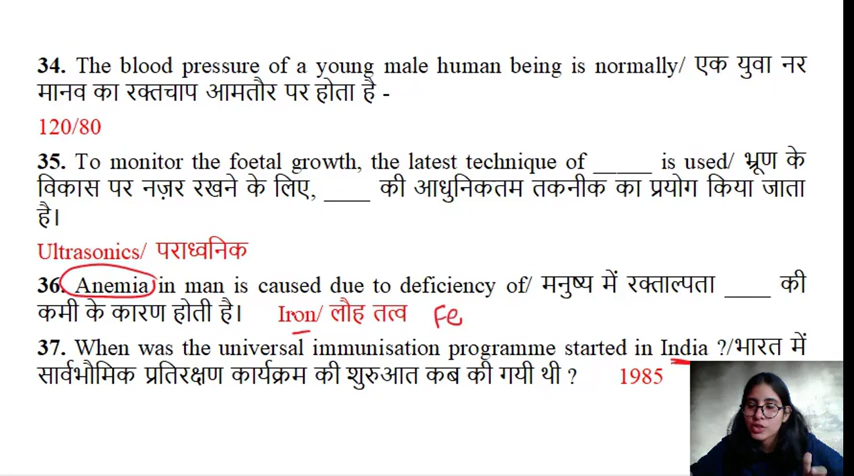 34. The blood pressure of a young male human being is normally/ एक युवा नर
मानव का रक्तचाप आमतौर पर होता है -
120/80
35. To monitor the foetal growth, the latest technique of _____ is used/ भ्रूण के
विकास पर नज़र रखने के लिए, ____ की आधुनिकतम तकनीक का प्रयोग किया जाता
है।
Ultrasonics/ पराध्वनिक
36. Anemia in man is caused due to deficiency of/ मनुष्य में रक्ताल्पता ____ की
कमी के कारण होती है। Iron/ लौह तत्व Fe
37. When was the universal immunisation programme started in India ?/भारत में
सार्वभौमिक प्रतिरक्षण कार्यक्रम की शुरुआत कब की गयी थी ? 1985